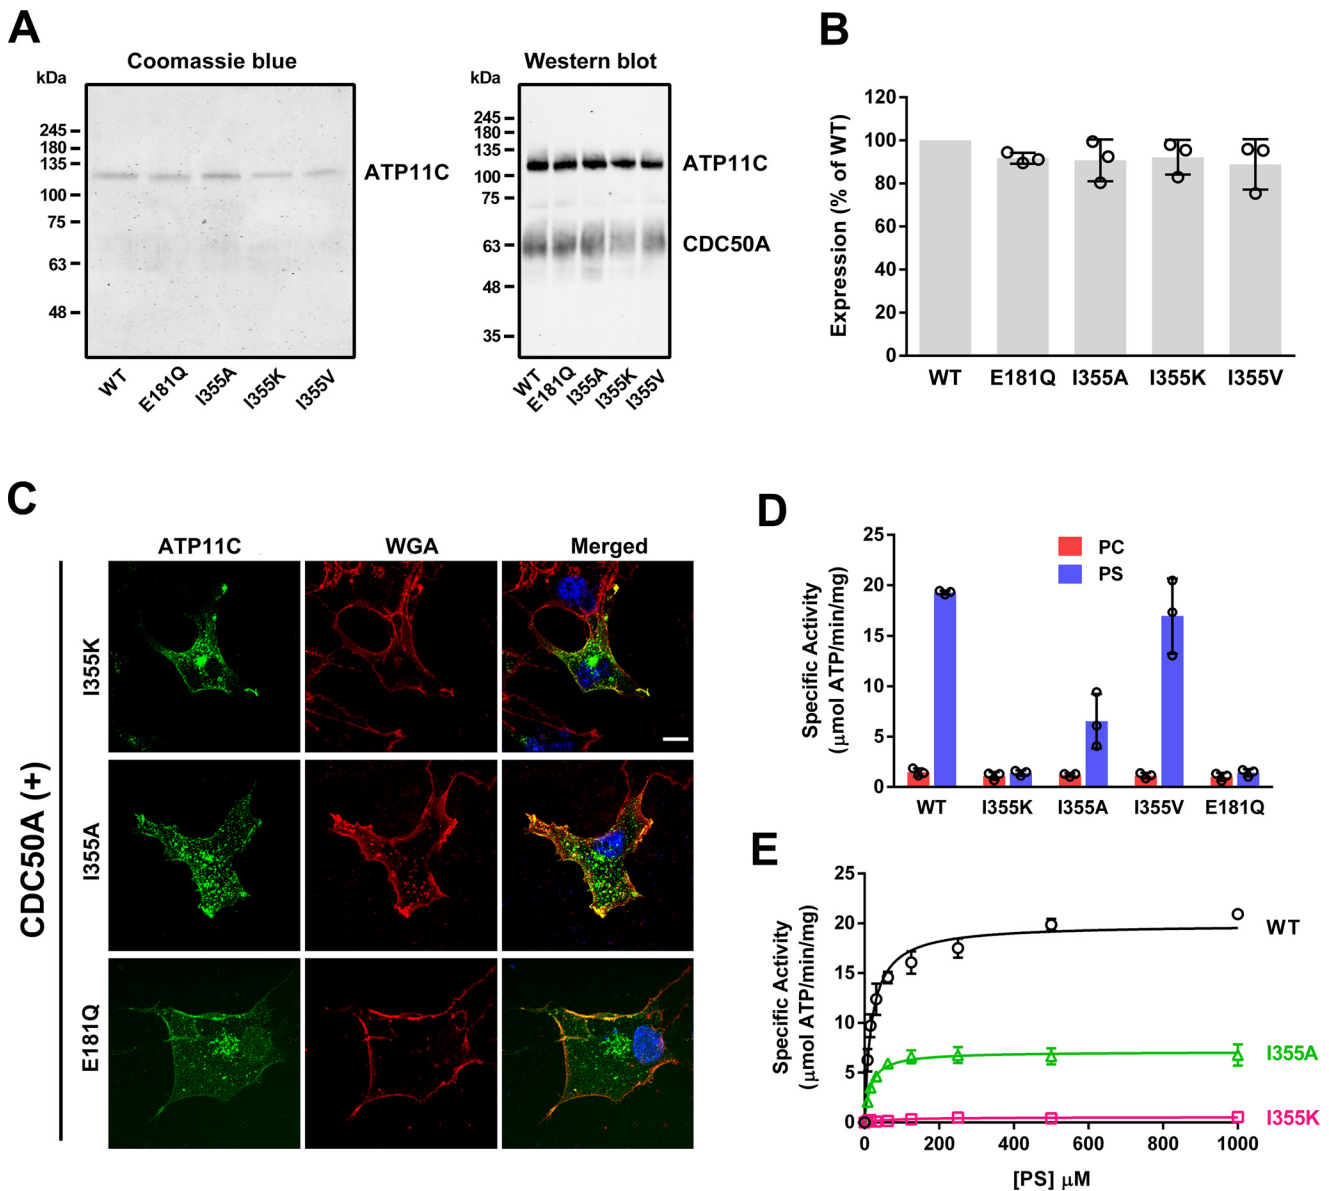 A
Coomassie blue
kDa
245
180
135
100
75
63
48
ATP11C
WT
E181Q
I355A
I355K
I355V
Western blot
kDa
245
180
135
100
75
63
48
35
ATP11C
CDC50A
WT
E181Q
I355A
I355K
I355V
B
Expression (% of WT)
120
100
80
60
40
20
0
WT E181Q I355A I355K I355V
C
ATP11C WGA Merged
CDC50A (+)
I355K
I355A
E181Q
D
Specific Activity
(μmol ATP/min/mg)
25
20
15
10
5
0
PC
PS
WT I355K I355A I355V E181Q
E
Specific Activity
(μmol ATP/min/mg)
25
20
15
10
5
0
WT
I355A
I355K
0 200 400 600 800 1000
[PS] μM